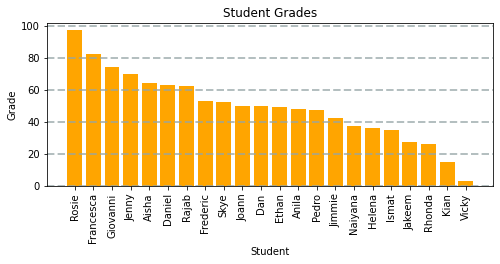 Student Grades
Grade
100
80
60
40
20
0
Rosie
Francesca
Giovanni
Jenny
Aisha
Daniel
Rajab
Frederic
Skye
Joann
Dan
Ethan
Anila
Pedro
Jimmie
Naiyana
Helena
Ismat
Jakeem
Rhonda
Kian
Vicky
Student